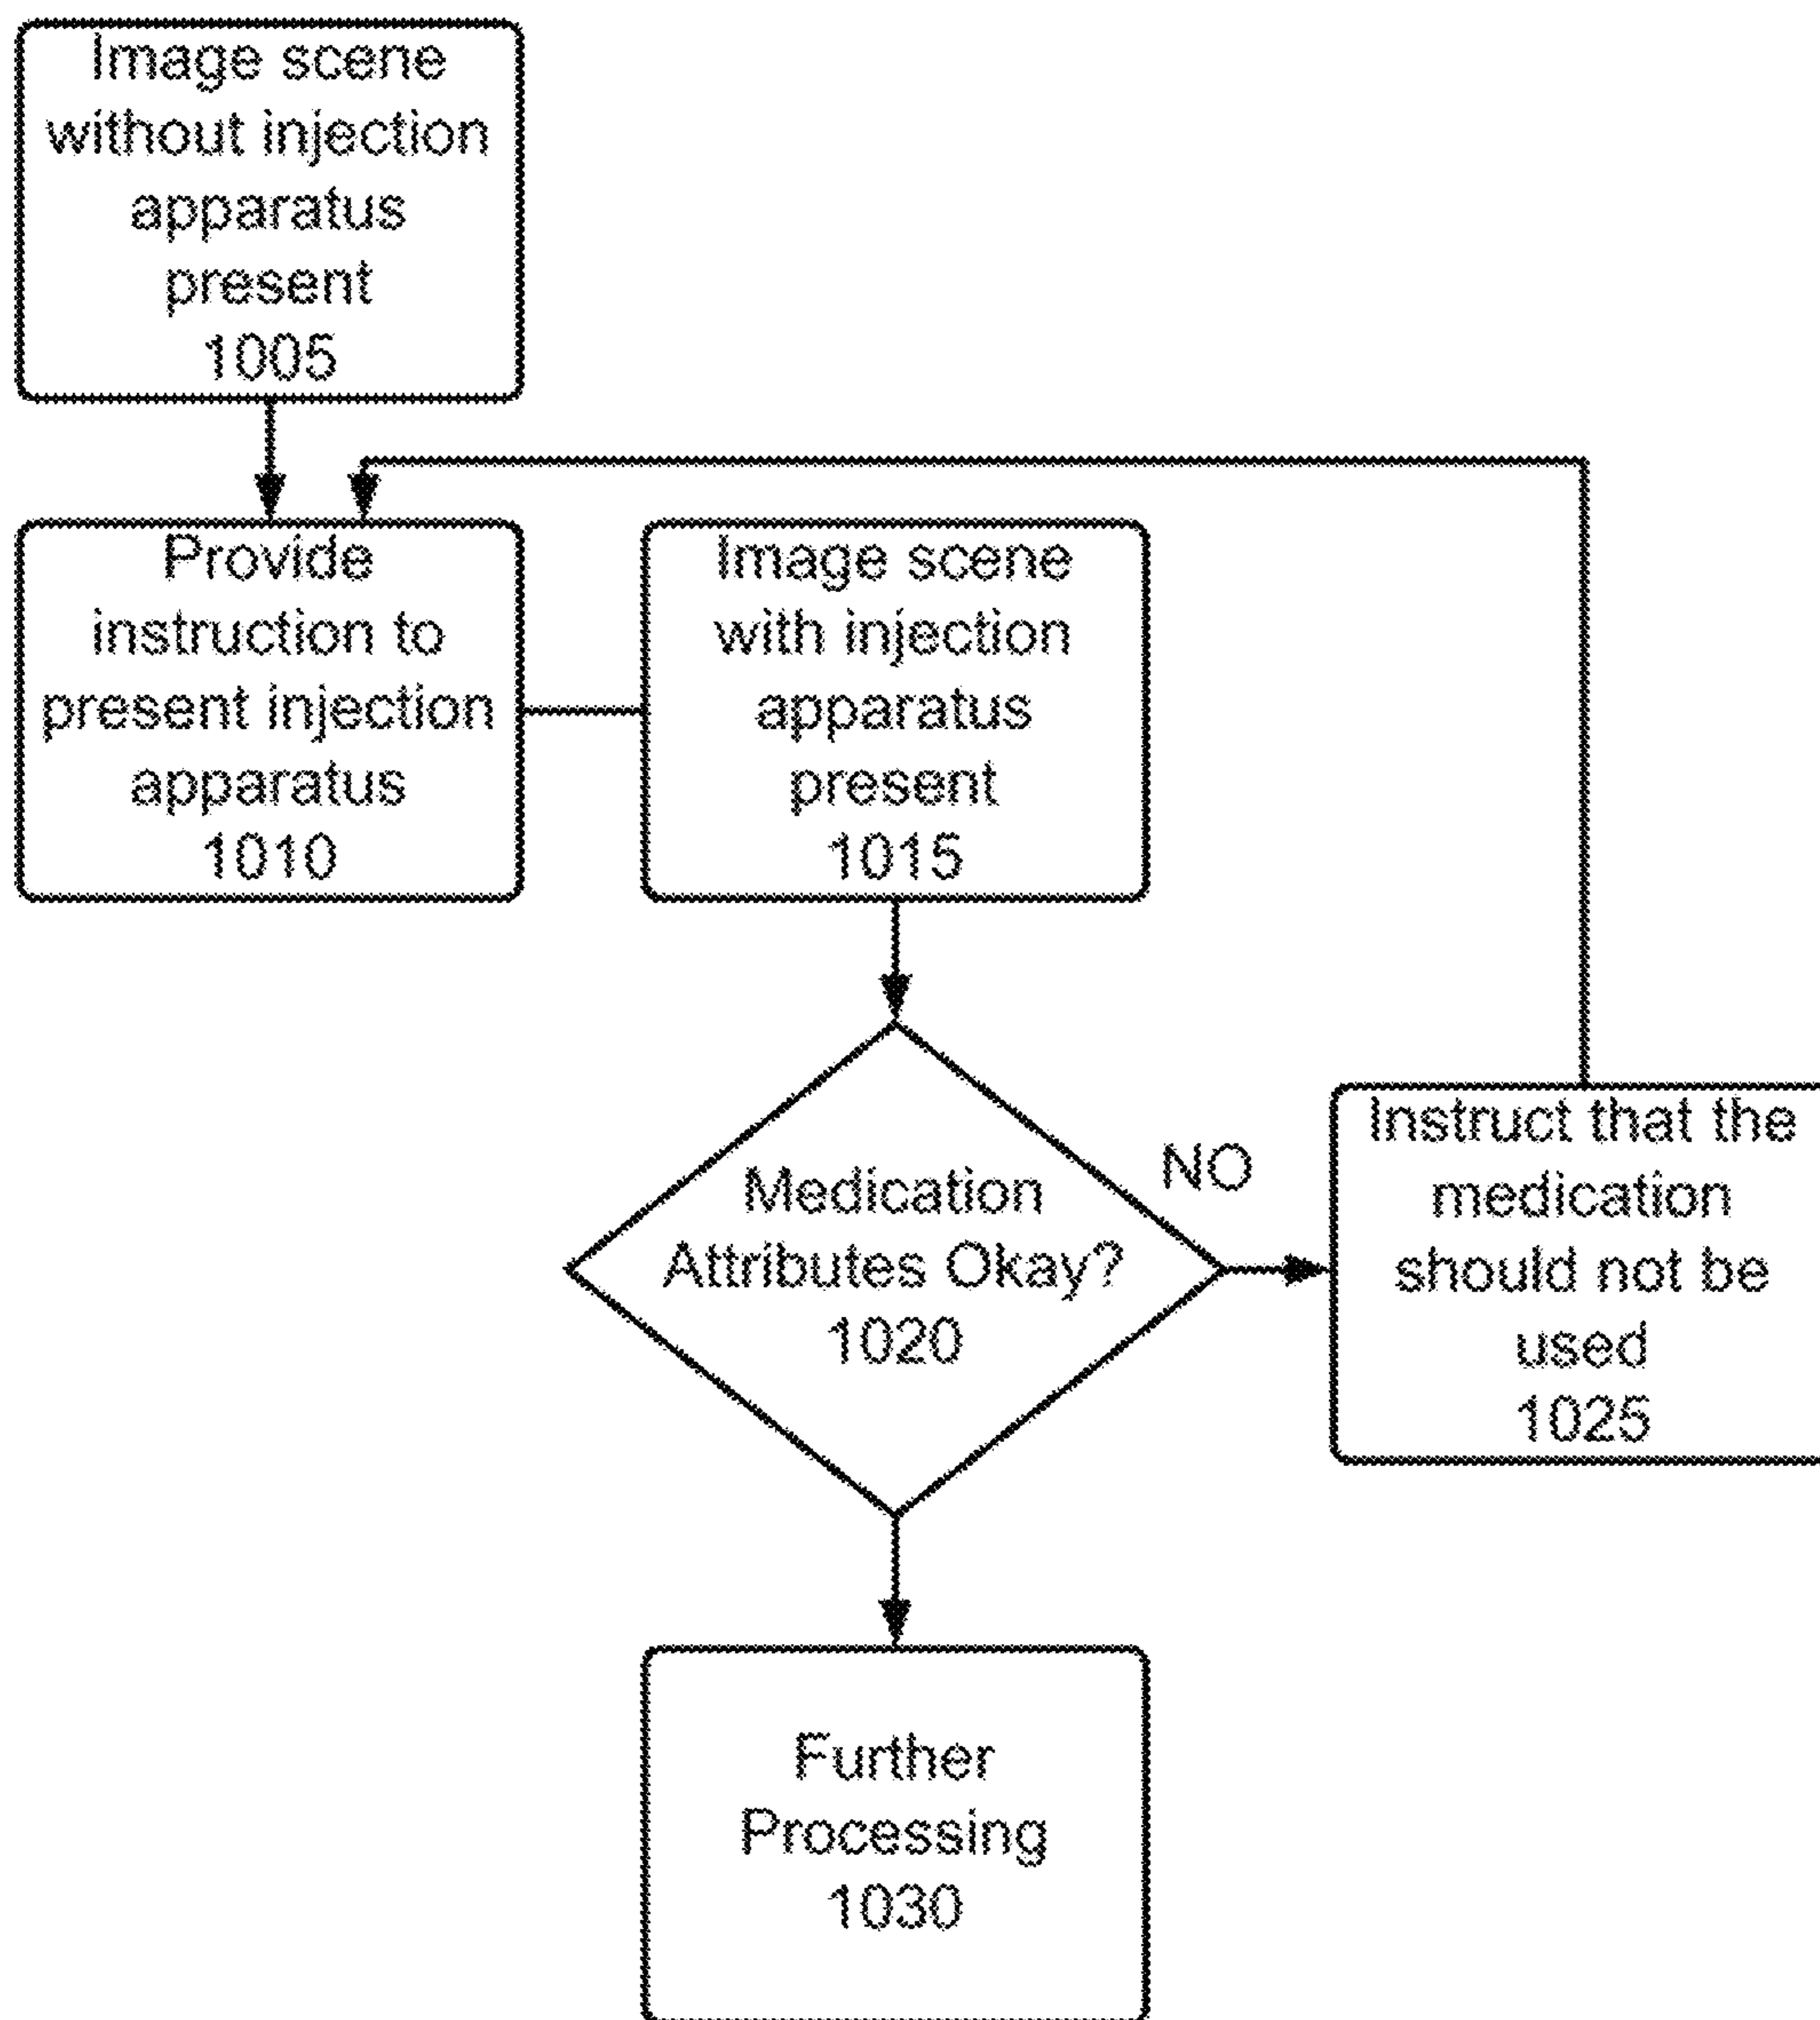 Image scene
without injection
apparatus
present
1005
Provide
instruction to
present injection
apparatus
1010
Image scene
with injection
apparatus
present
1015
Medication
Attributes Okay?
1020
NO
Instruct that the
medication
should not be
used
1025
Further
Processing
1030